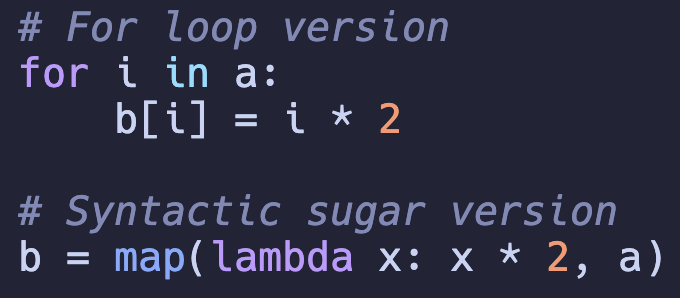 # For loop version
for i in a:
    b[i] = i * 2

# Syntactic sugar version
b = map(lambda x: x * 2, a)